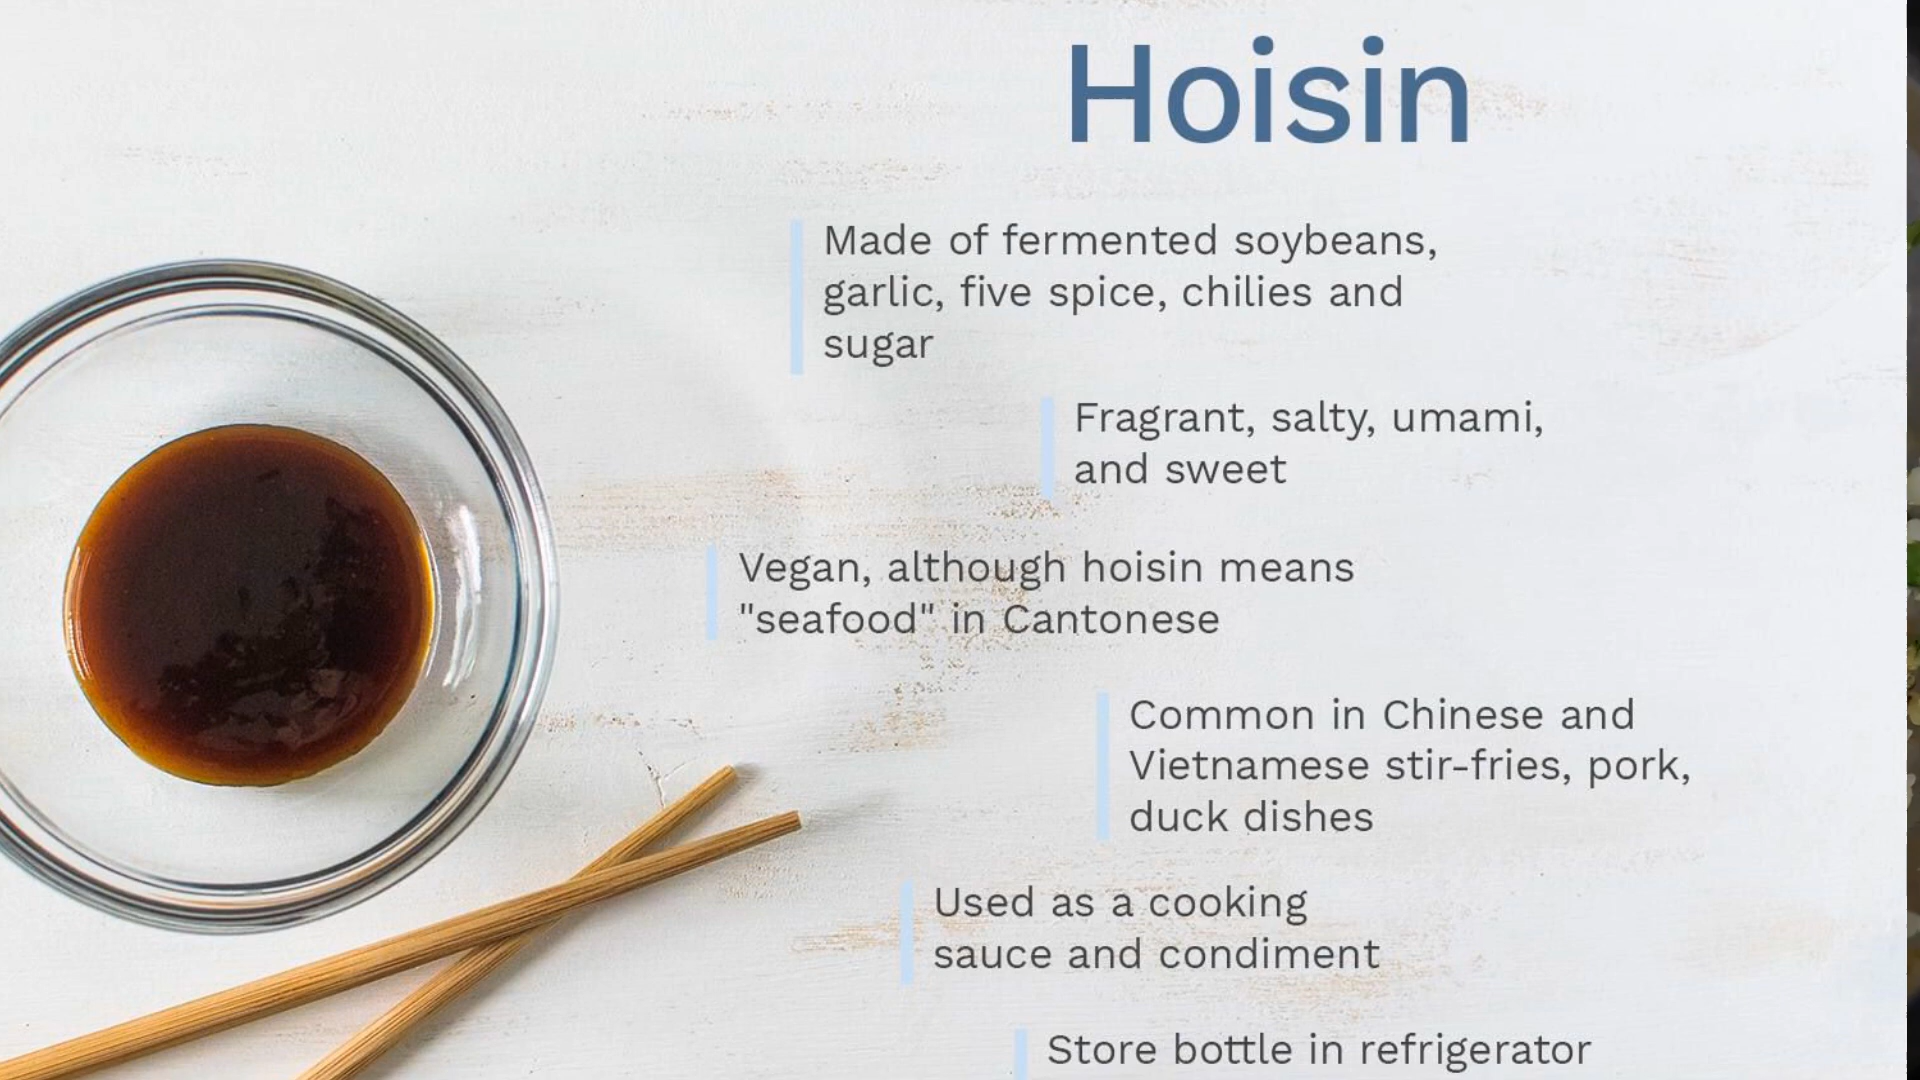 Hoisin
Made of fermented soybeans,
garlic, five spice, chilies and
sugar
Fragrant, salty, umami,
and sweet
Vegan, although hoisin means
"seafood" in Cantonese
Common in Chinese and
Vietnamese stir-fries, pork,
duck dishes
Used as a cooking
sauce and condiment
Store bottle in refrigerator